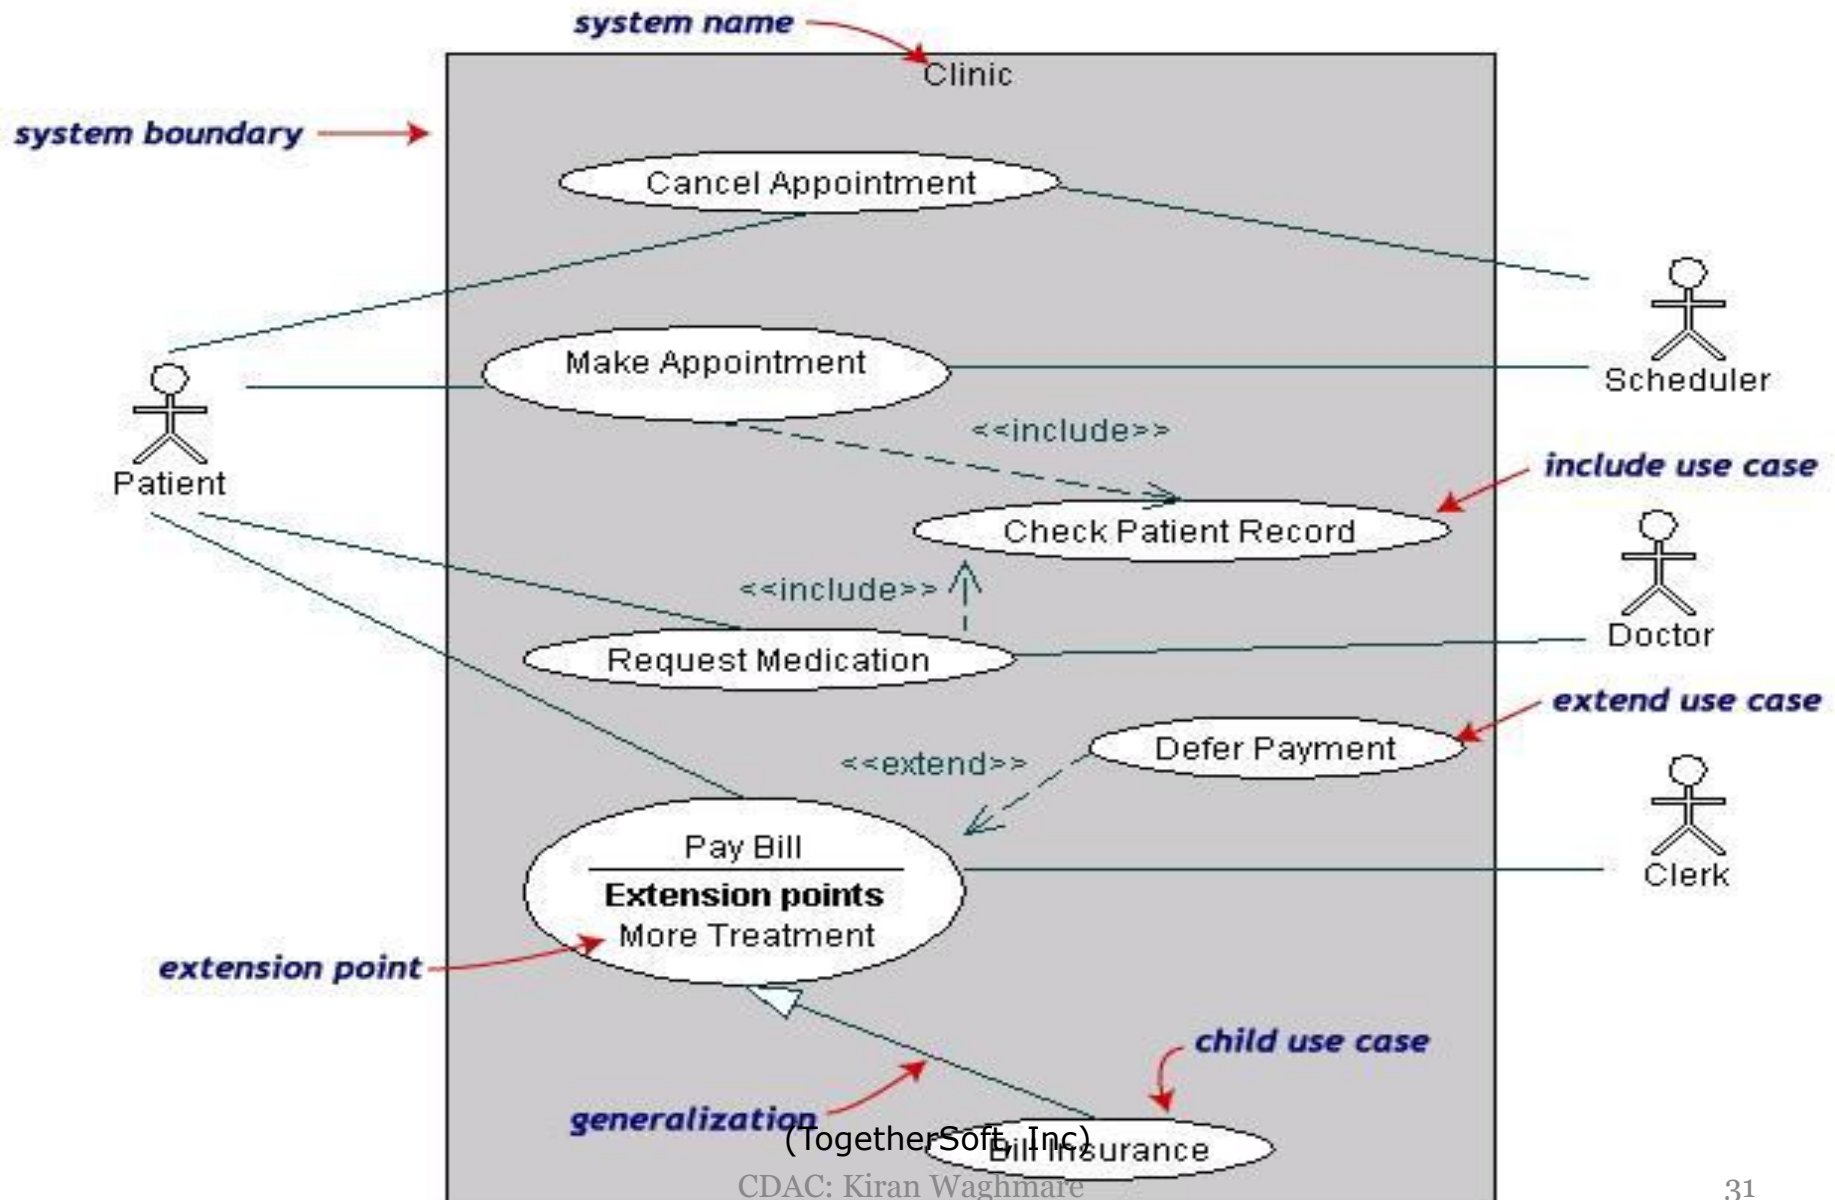 system name
Clinic
system boundary
Cancel Appointment
Make Appointment
Scheduler
<<include>>
include use case
Patient
Check Patient Record
<<include>>
Doctor
Request Medication
extend use case
Defer Payment
<<extend>>
Pay Bill
Clerk
Extension points
More Treatment
extension point
child use case
generalization
(TogetherSoft, Inc)
Bill Insurance
CDAC: Kiran Waghmare
31